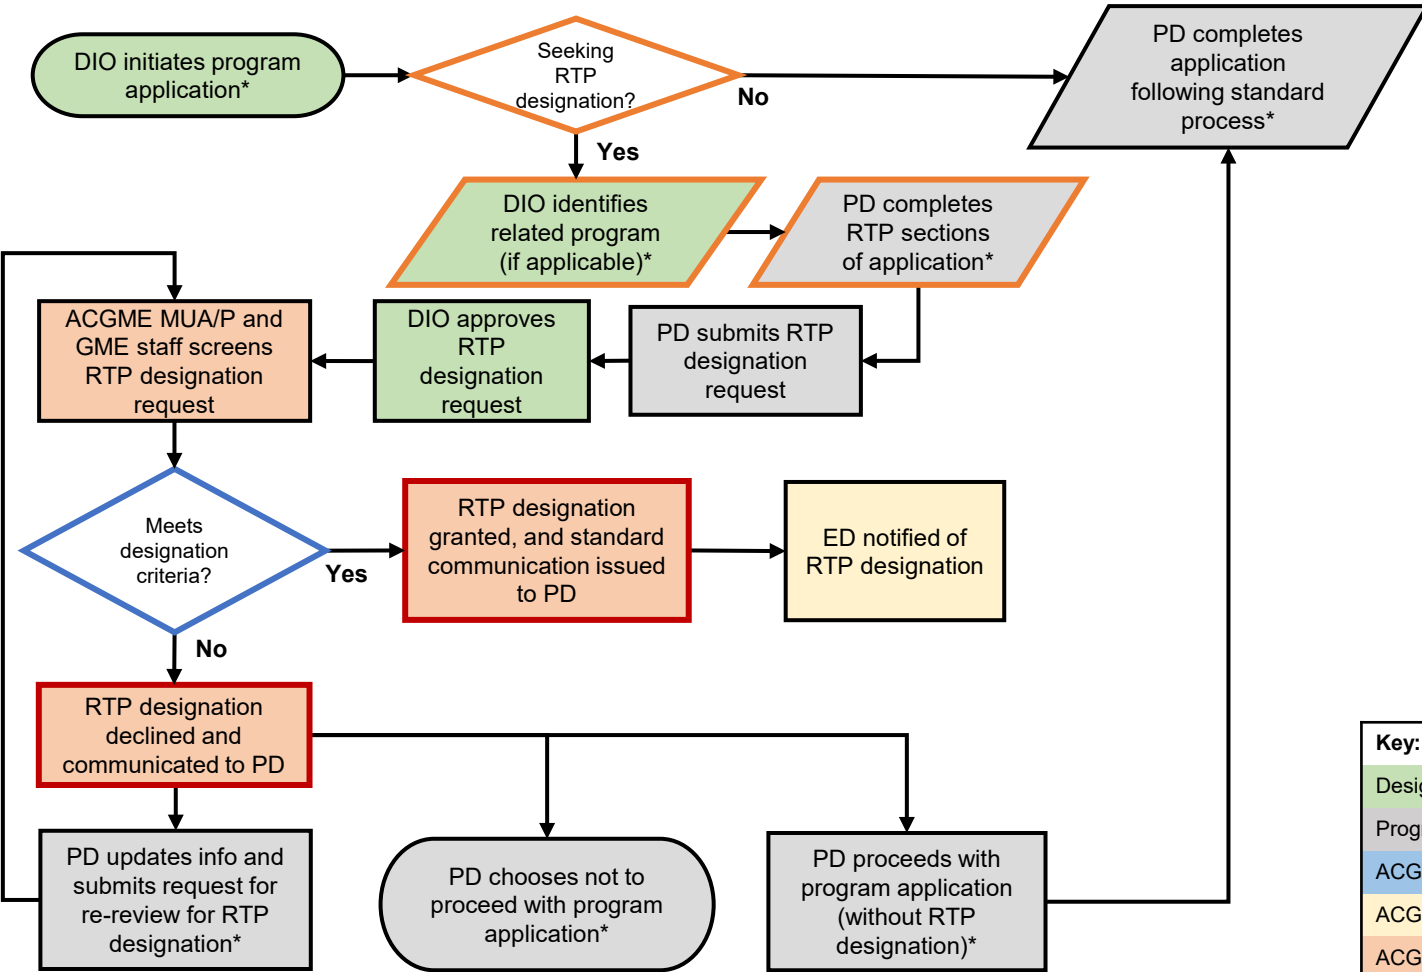 DIO initiates program
application*
Seeking
RTP
designation?
No
Yes
PD completes
application
following standard
process*
DIO identifies
related program
(if applicable)*
PD completes
RTP sections
of application*
ACGME MUA/P and
GME staff screens
RTP designation
request
DIO approves
RTP
designation
request
PD submits RTP
designation
request
Meets
designation
criteria?
Yes
No
RTP designation
granted, and standard
communication issued
to PD
ED notified of
RTP designation
RTP designation
declined and
communicated to PD
PD updates info and
submits request for
re-review for RTP
designation*
PD chooses not to
proceed with program
application*
PD proceeds with
program application
(without RTP
designation)*
Key:
Desig
Progr
ACG
ACG
ACG